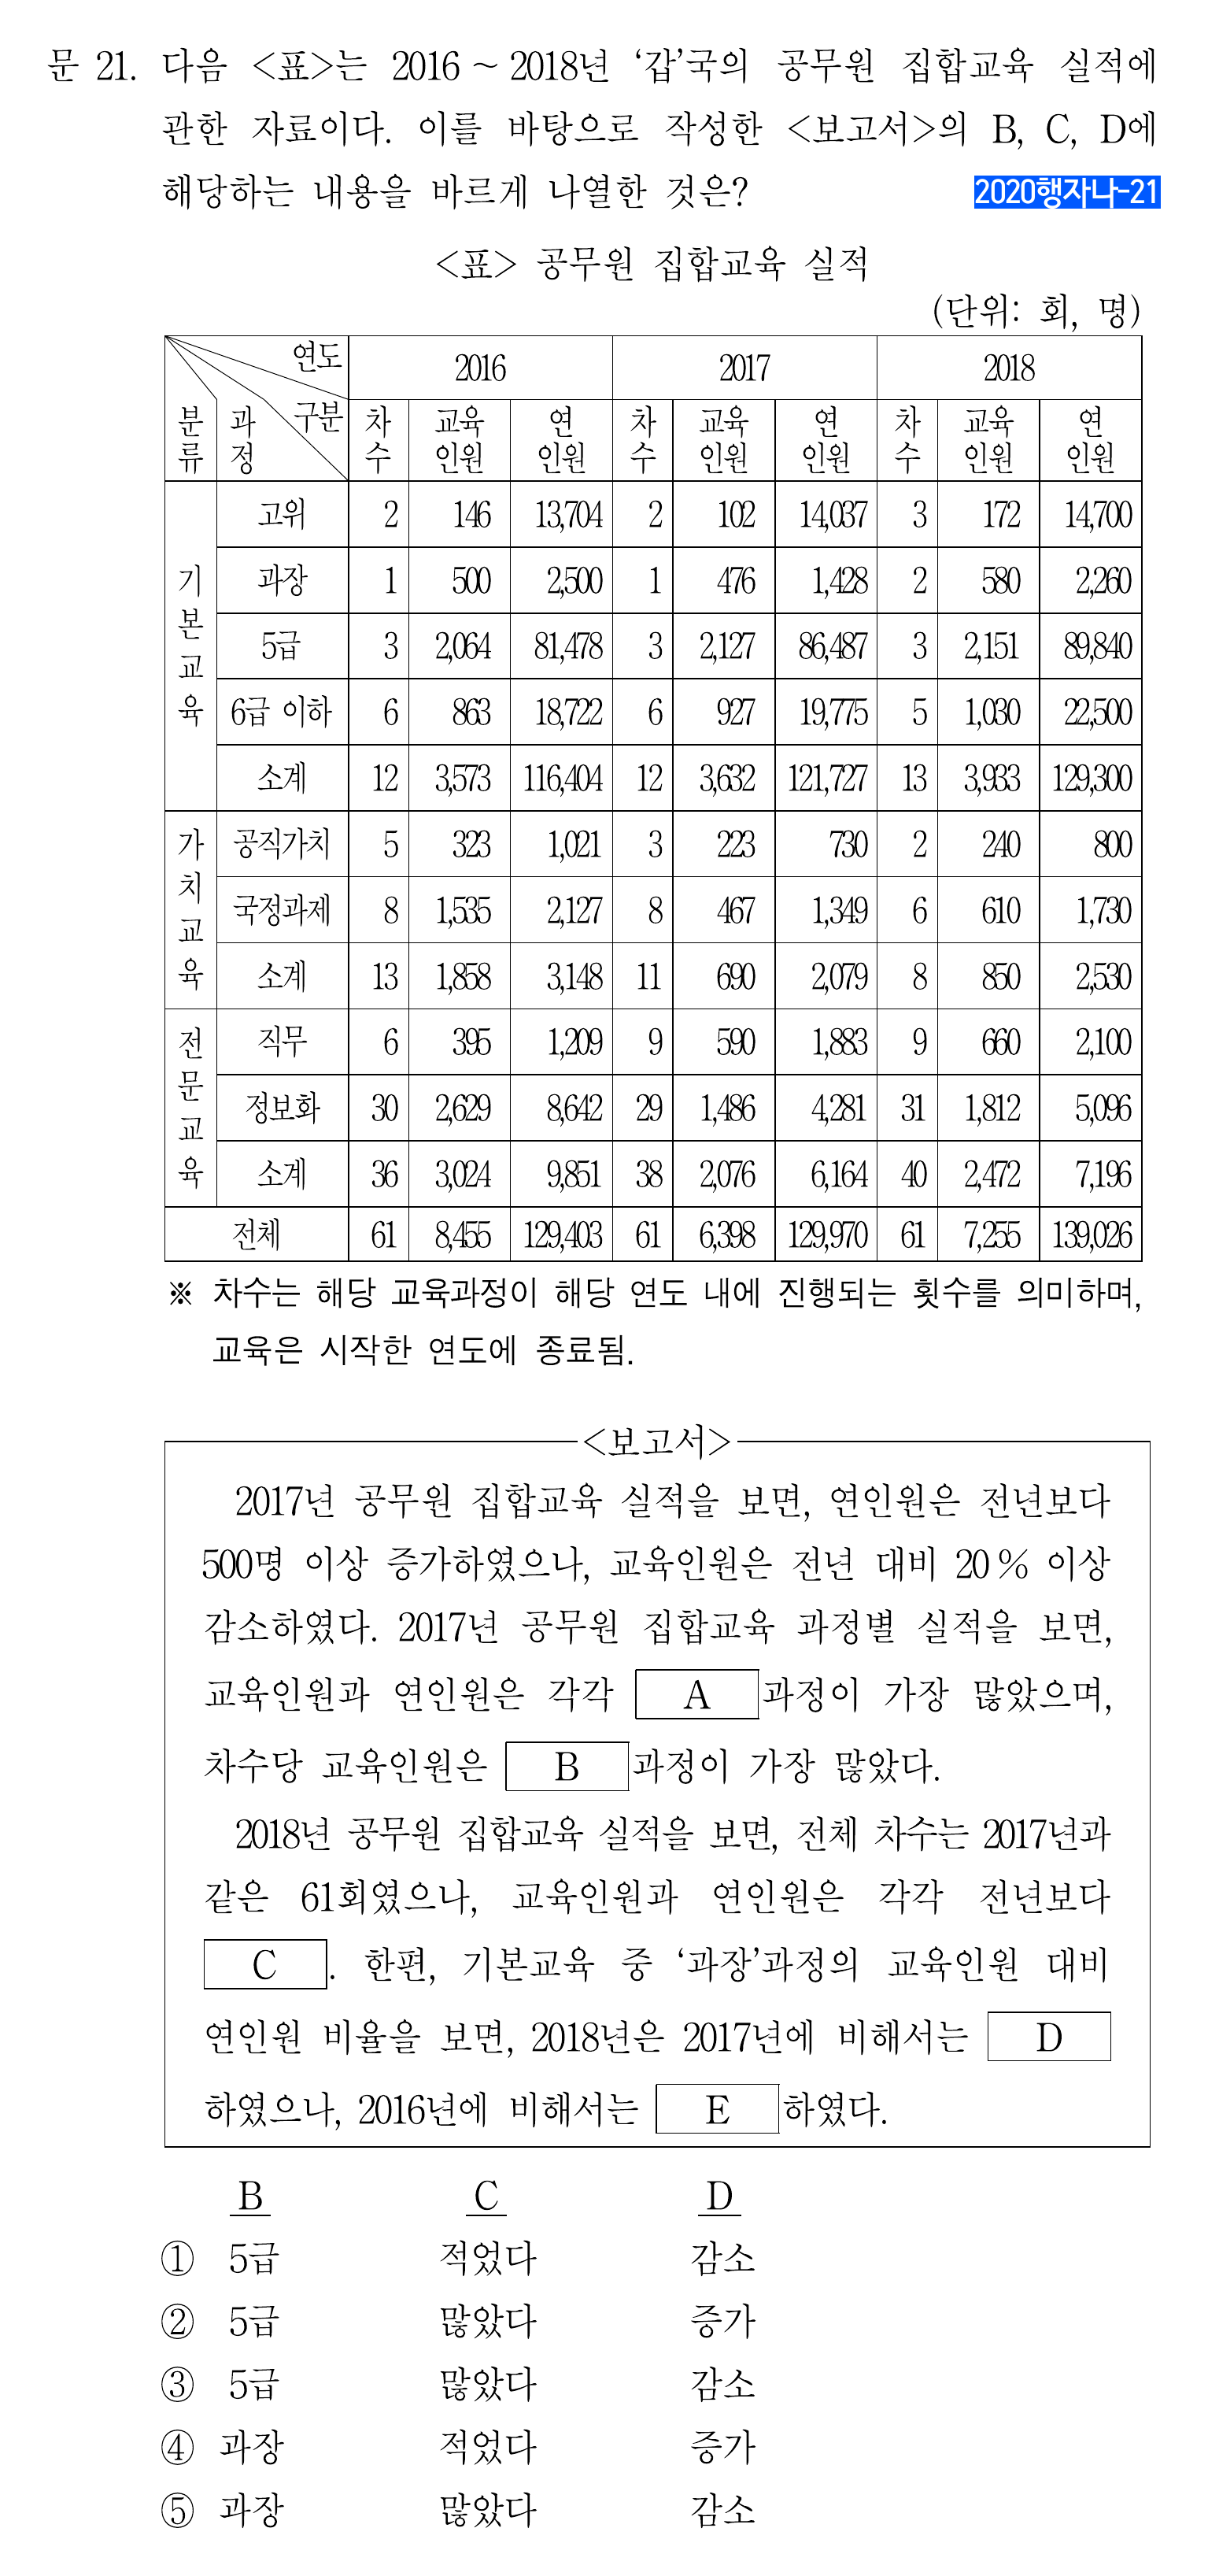 문 21. 다음 <표>는 2016 ~ 2018년 ‘갑’국의 공무원 집합교육 실적에
관한 자료이다. 이를 바탕으로 작성한 <보고서>의 B, C, D에
해당하는 내용을 바르게 나열한 것은? 2020행자나-21
<표> 공무원 집합교육 실적
(단위: 회, 명)
연도 2016 2017 2018
분류 과정 구분 차수 교육인원 연인원 차수 교육인원 연인원 차수 교육인원 연인원
기본교육
고위 2 146 13,704 2 102 14,037 3 172 14,700
과장 1 500 2,500 1 476 1,428 2 580 2,260
5급 3 2,064 81,478 3 2,127 86,487 3 2,151 89,840
6급 이하 6 863 18,722 6 927 19,775 5 1,030 22,500
소계 12 3,573 116,404 12 3,632 121,727 13 3,933 129,300
가치교육
공직가치 5 323 1,021 3 223 730 2 240 800
국정과제 8 1,535 2,127 8 467 1,349 6 610 1,730
소계 13 1,858 3,148 11 690 2,079 8 850 2,530
전문교육
직무 6 395 1,209 9 590 1,883 9 660 2,100
정보화 30 2,629 8,642 29 1,486 4,281 31 1,812 5,096
소계 36 3,024 9,851 38 2,076 6,164 40 2,472 7,196
전체 61 8,455 129,403 61 6,398 129,970 61 7,255 139,026
※ 차수는 해당 교육과정이 해당 연도 내에 진행되는 횟수를 의미하며,
교육은 시작한 연도에 종료됨.
<보고서>
2017년 공무원 집합교육 실적을 보면, 연인원은 전년보다
500명 이상 증가하였으나, 교육인원은 전년 대비 20 % 이상
감소하였다. 2017년 공무원 집합교육 과정별 실적을 보면,
교육인원과 연인원은 각각 A 과정이 가장 많았으며,
차수당 교육인원은 B 과정이 가장 많았다.
2018년 공무원 집합교육 실적을 보면, 전체 차수는 2017년과
같은 61회였으나, 교육인원과 연인원은 각각 전년보다
C . 한편, 기본교육 중 ‘과장’과정의 교육인원 대비
연인원 비율을 보면, 2018년은 2017년에 비해서는 D
하였으나, 2016년에 비해서는 E 하였다.
B C D
① 5급 적었다 감소
② 5급 많았다 증가
③ 5급 많았다 감소
④ 과장 적었다 증가
⑤ 과장 많았다 감소